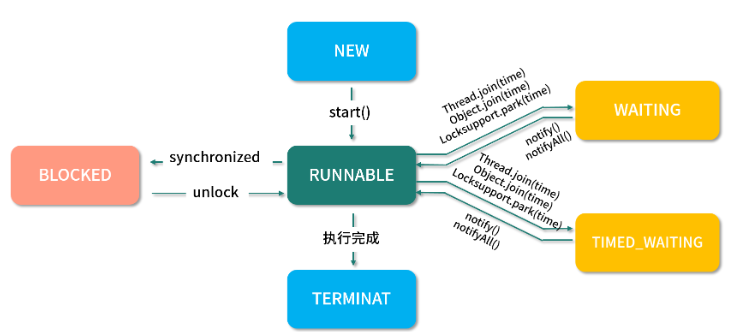 NEW
start()
Thread.join(time)
Object.join(time)
Locksupport.park(time)
WAITING
notify()
notifyAll()
BLOCKED
synchronized
unlock
RUNNABLE
Thread.join(time)
Object.join(time)
Locksupport.park(time)
notify()
notifyAll()
TIMED_WAITING
执行完成
TERMINAT